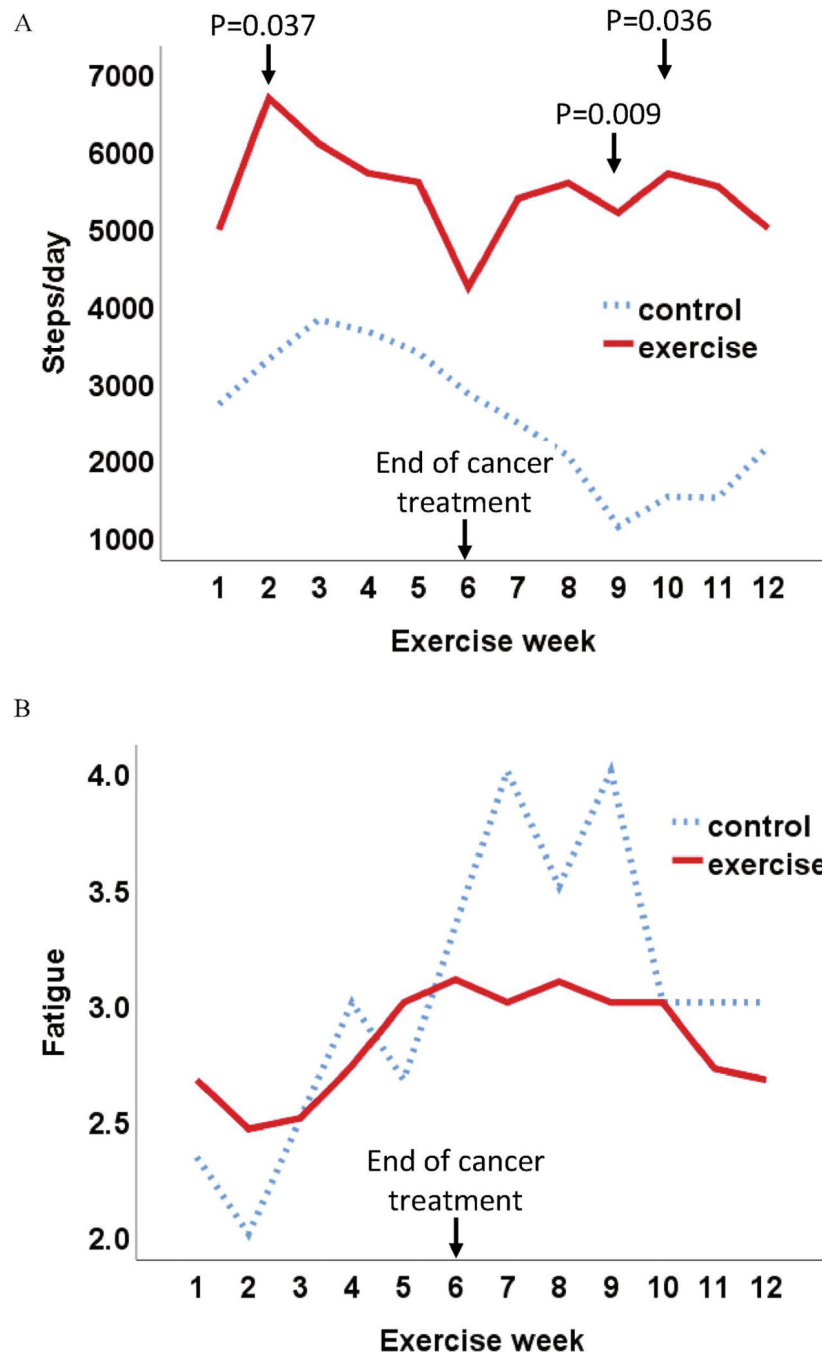 A
P=0.037
P=0.036
P=0.009
7000
6000
5000
4000
3000
2000
1000
Steps/day
control
exercise
End of cancer
treatment
1 2 3 4 5 6 7 8 9 10 11 12
Exercise week
B
4.0
3.5
3.0
2.5
2.0
Fatigue
control
exercise
End of cancer
treatment
1 2 3 4 5 6 7 8 9 10 11 12
Exercise week